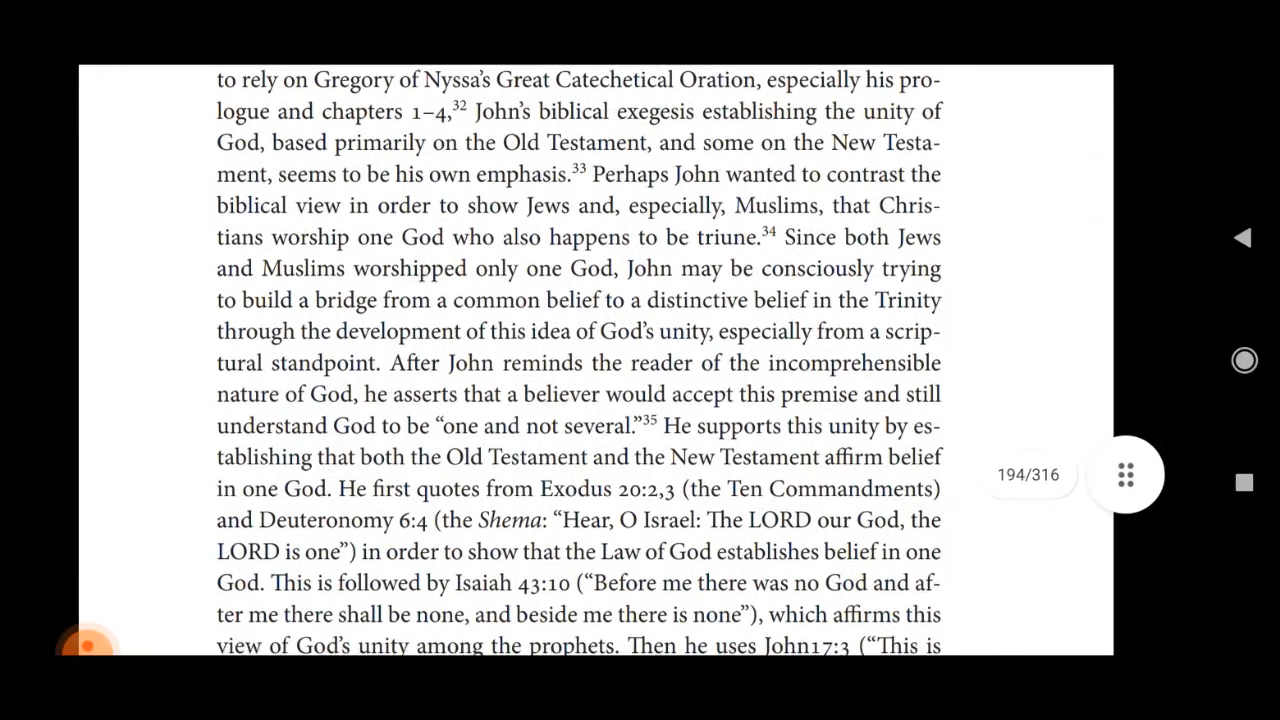 to rely on Gregory of Nyssa's Great Catechetical Oration, especially his pro-
logue and chapters 1–4,³² John's biblical exegesis establishing the unity of
God, based primarily on the Old Testament, and some on the New Testa-
ment, seems to be his own emphasis.³³ Perhaps John wanted to contrast the
biblical view in order to show Jews and, especially, Muslims, that Chris-
tians worship one God who also happens to be triune.³⁴ Since both Jews
and Muslims worshipped only one God, John may be consciously trying
to build a bridge from a common belief to a distinctive belief in the Trinity
through the development of this idea of God's unity, especially from a scrip-
tural standpoint. After John reminds the reader of the incomprehensible
nature of God, he asserts that a believer would accept this premise and still
understand God to be “one and not several.”³⁵ He supports this unity by es-
tablishing that both the Old Testament and the New Testament affirm belief
in one God. He first quotes from Exodus 20:2,3 (the Ten Commandments)
194/316
and Deuteronomy 6:4 (the Shema: “Hear, O Israel: The LORD our God, the
LORD is one”) in order to show that the Law of God establishes belief in one
God. This is followed by Isaiah 43:10 (“Before me there was no God and af-
ter me there shall be none, and beside me there is none”), which affirms this
view of God's unity among the prophets. Then he uses John17:3 (“This is